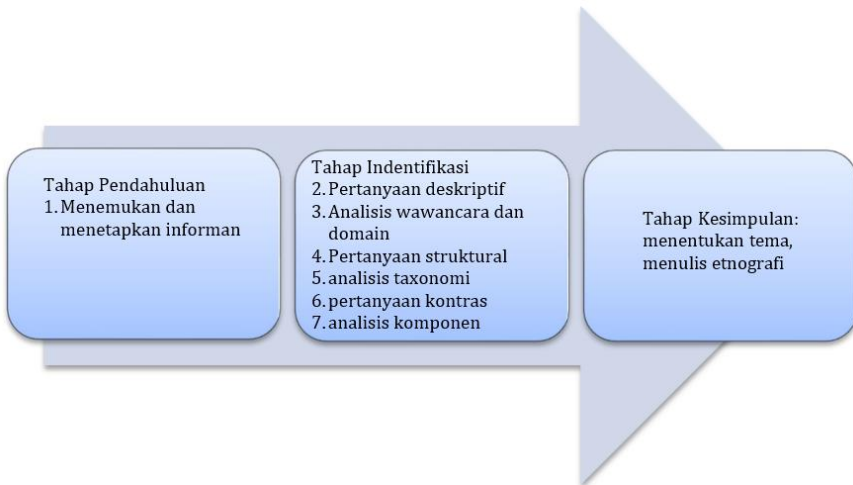 Tahap Pendahuluan
1. Menemukan dan
menetapkan informan
Tahap Indentifikasi
2. Pertanyaan deskriptif
3. Analisis wawancara dan
domain
4. Pertanyaan struktural
5. analisis taxonomi
6. pertanyaan kontras
7. analisis komponen
Tahap Kesimpulan:
menentukan tema,
menulis etnografi